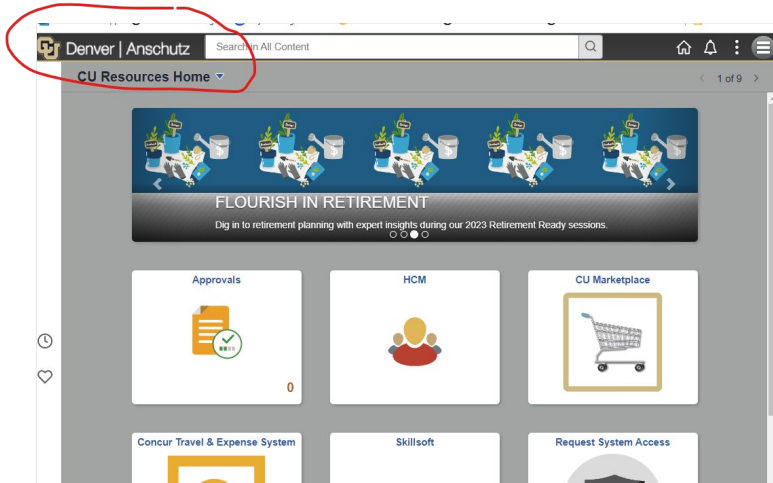 Denver | Anschutz
Search in All Content
CU Resources Home
1 of 9
FLOURISH IN RETIREMENT
Dig in to retirement planning with expert insights during our 2023 Retirement Ready sessions.
Approvals
HCM
CU Marketplace
0
Concur Travel & Expense System
Skillsoft
Request System Access